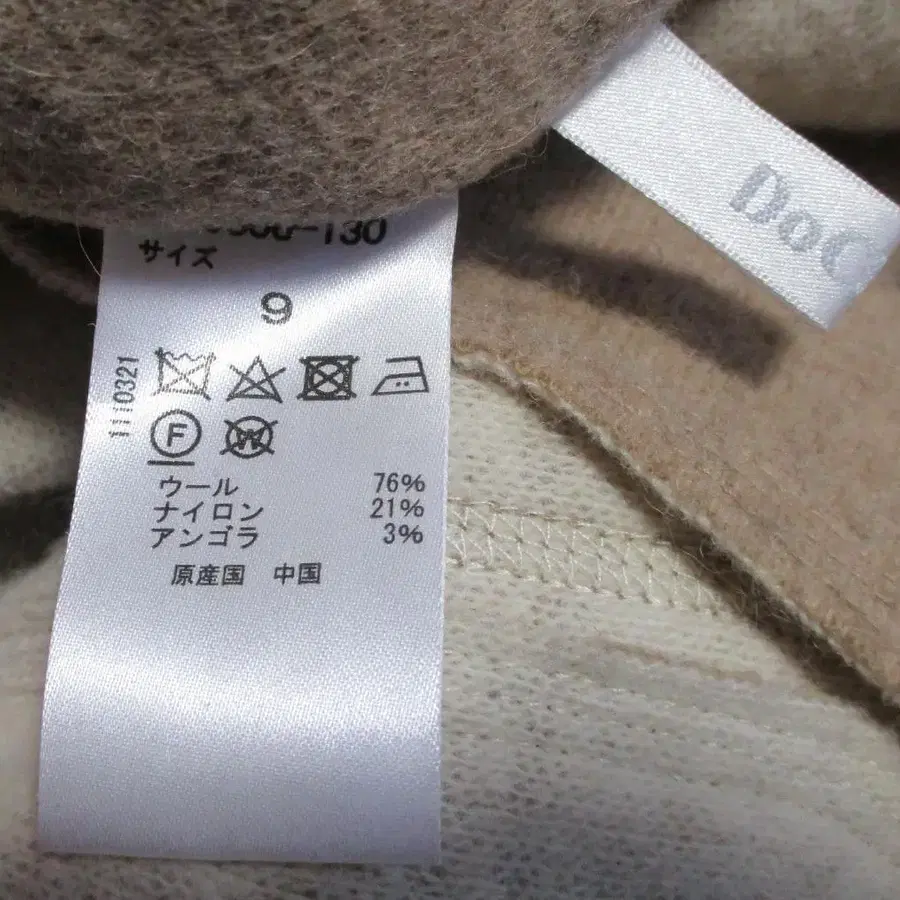 サイズ
9
1110321
F
W
ウール 76%
ナイロン 21%
アンゴラ 3%
原産国 中国
DoC